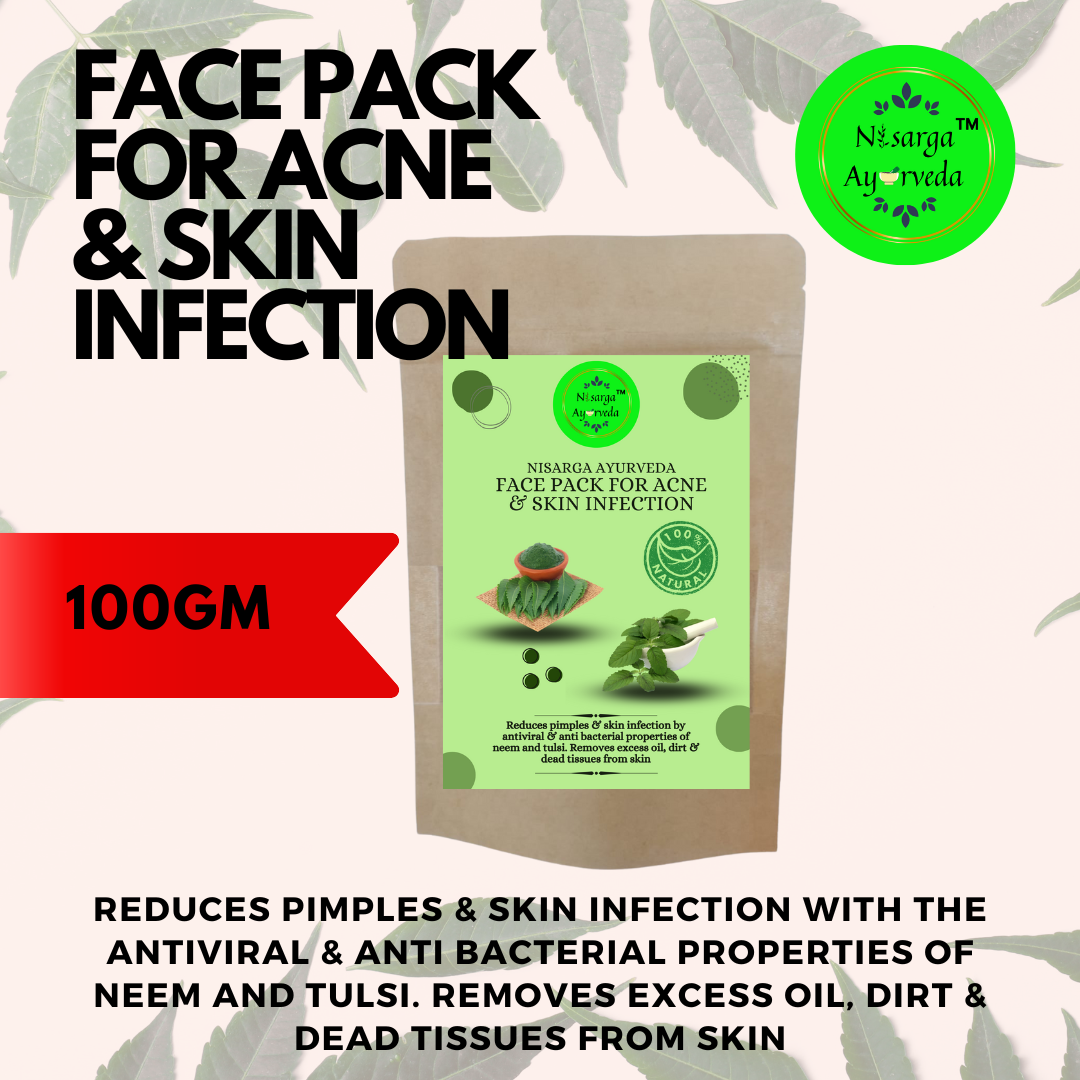 FACE PACK
FOR ACNE
& SKIN
INFECTION
Nisarga™
Ayurveda
Nisarga™
Ayurveda
NISARGA AYURVEDA
FACE PACK FOR ACNE
& SKIN INFECTION
100%
NATURAL
100GM
Reduces pimples & skin infection by
antiviral & anti bacterial properties of
neem and tulsi. Removes excess oil, dirt &
dead tissues from skin
REDUCES PIMPLES & SKIN INFECTION WITH THE
ANTIVIRAL & ANTI BACTERIAL PROPERTIES OF
NEEM AND TULSI. REMOVES EXCESS OIL, DIRT &
DEAD TISSUES FROM SKIN